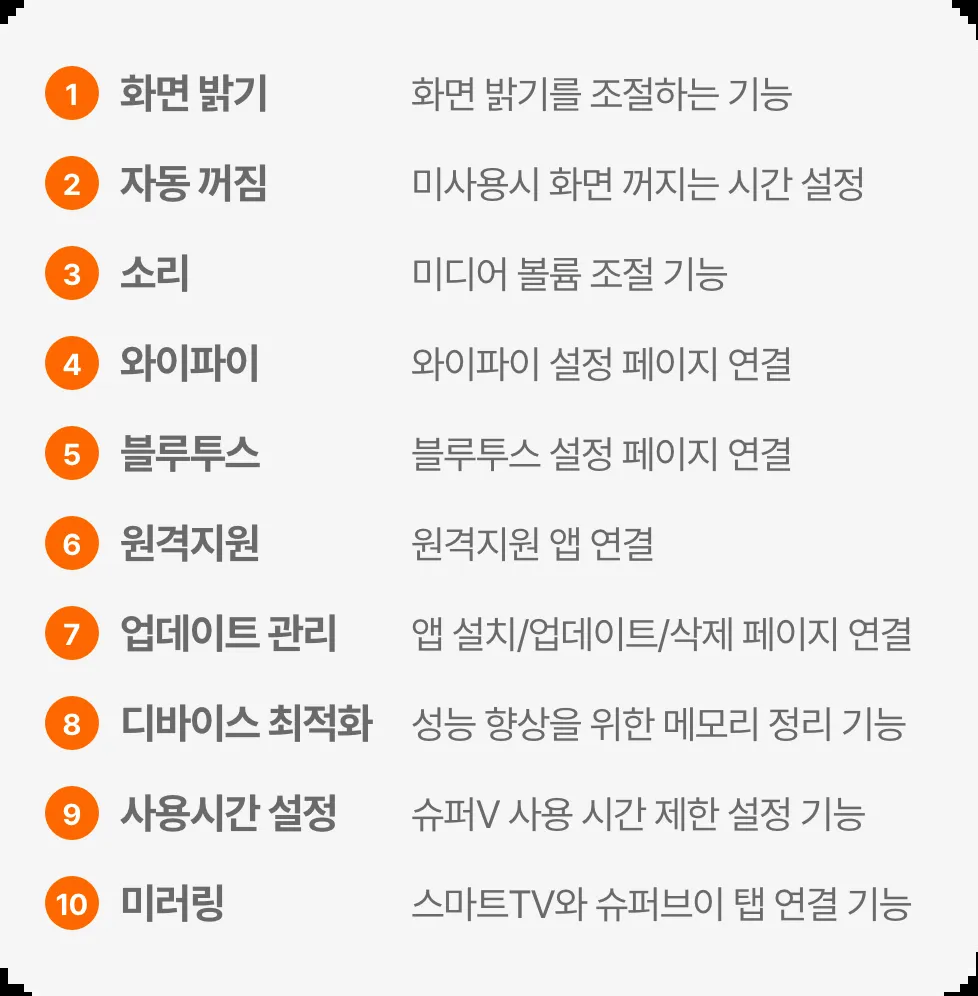 1 화면 밝기 화면 밝기를 조절하는 기능
2 자동 꺼짐 미사용시 화면 꺼지는 시간 설정
3 소리 미디어 볼륨 조절 기능
4 와이파이 와이파이 설정 페이지 연결
5 블루투스 블루투스 설정 페이지 연결
6 원격지원 원격지원 앱 연결
7 업데이트 관리 앱 설치/업데이트/삭제 페이지 연결
8 디바이스 최적화 성능 향상을 위한 메모리 정리 기능
9 사용시간 설정 슈퍼V 사용 시간 제한 설정 기능
10 미러링 스마트TV와 슈퍼브이 탭 연결 기능